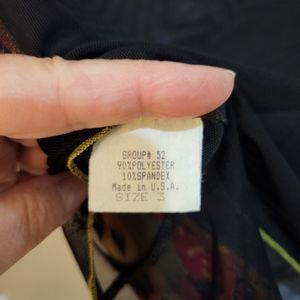 GROUP# 52
90%POLYESTER
10%SPANDEX
Made in U.S.A.
SIZE 3